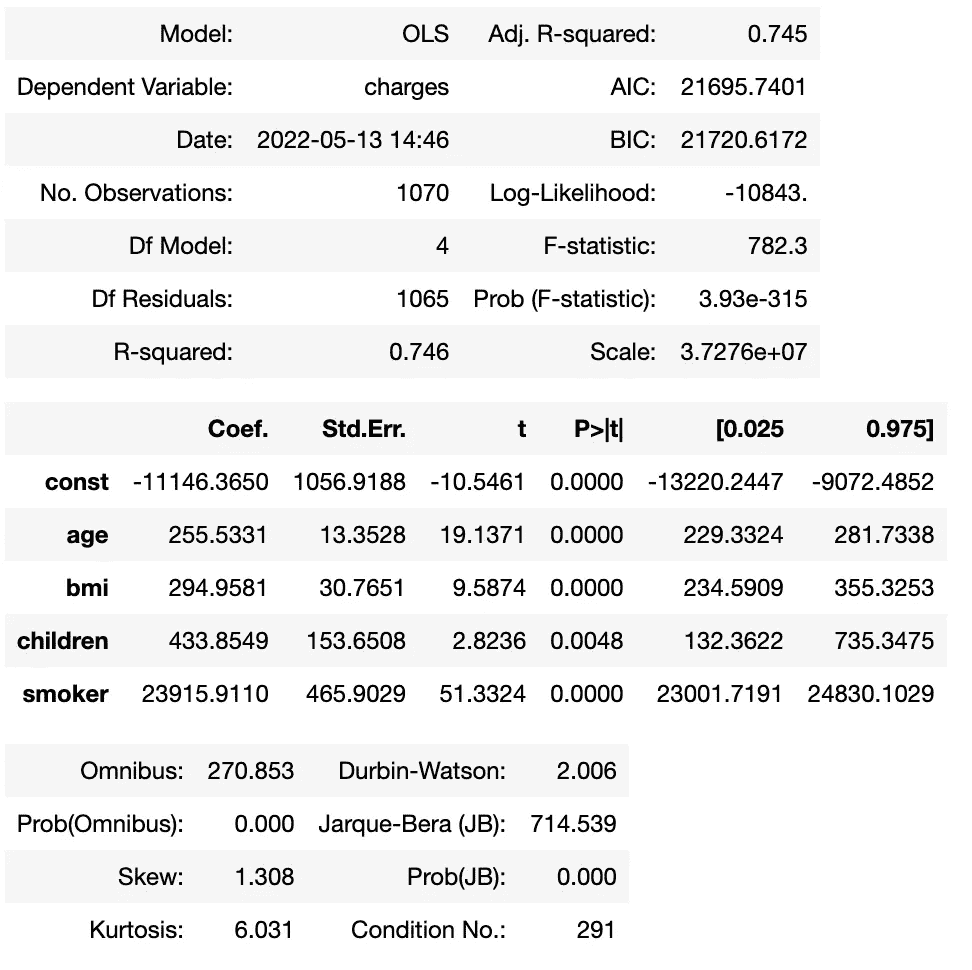 Model: OLS Adj. R-squared: 0.745
Dependent Variable: charges AIC: 21695.7401
Date: 2022-05-13 14:46 BIC: 21720.6172
No. Observations: 1070 Log-Likelihood: -10843.
Df Model: 4 F-statistic: 782.3
Df Residuals: 1065 Prob (F-statistic): 3.93e-315
R-squared: 0.746 Scale: 3.7276e+07
Coef. Std.Err. t P>|t| [0.025 0.975]
const -11146.3650 1056.9188 -10.5461 0.0000 -13220.2447 -9072.4852
age 255.5331 13.3528 19.1371 0.0000 229.3324 281.7338
bmi 294.9581 30.7651 9.5874 0.0000 234.5909 355.3253
children 433.8549 153.6508 2.8236 0.0048 132.3622 735.3475
smoker 23915.9110 465.9029 51.3324 0.0000 23001.7191 24830.1029
Omnibus: 270.853 Durbin-Watson: 2.006
Prob(Omnibus): 0.000 Jarque-Bera (JB): 714.539
Skew: 1.308 Prob(JB): 0.000
Kurtosis: 6.031 Condition No.: 291